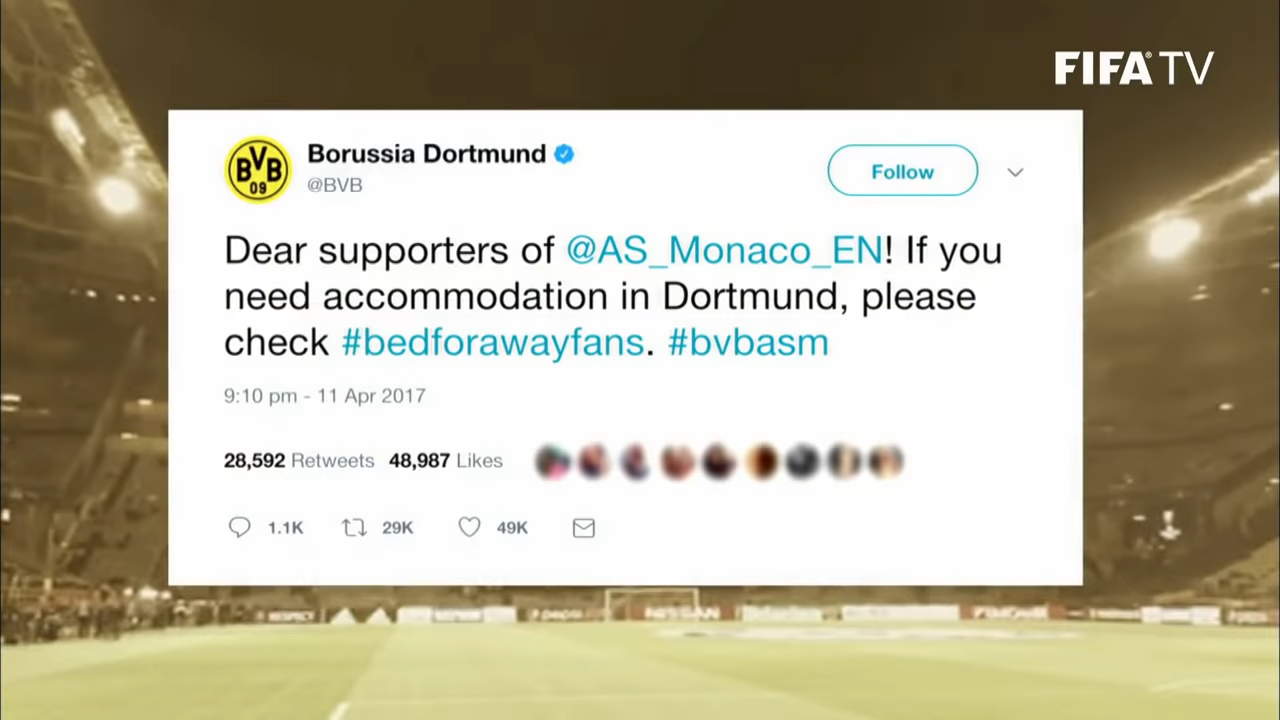 FIFA TV
BVB
09
Borussia Dortmund
@BVB
Follow
Dear supporters of @AS_Monaco_EN! If you
need accommodation in Dortmund, please
check #bedforawayfans. #bvbasm
9:10 pm - 11 Apr 2017
28,592 Retweets 48,987 Likes
1.1K 29K 49K
RESPECT
NISSAN